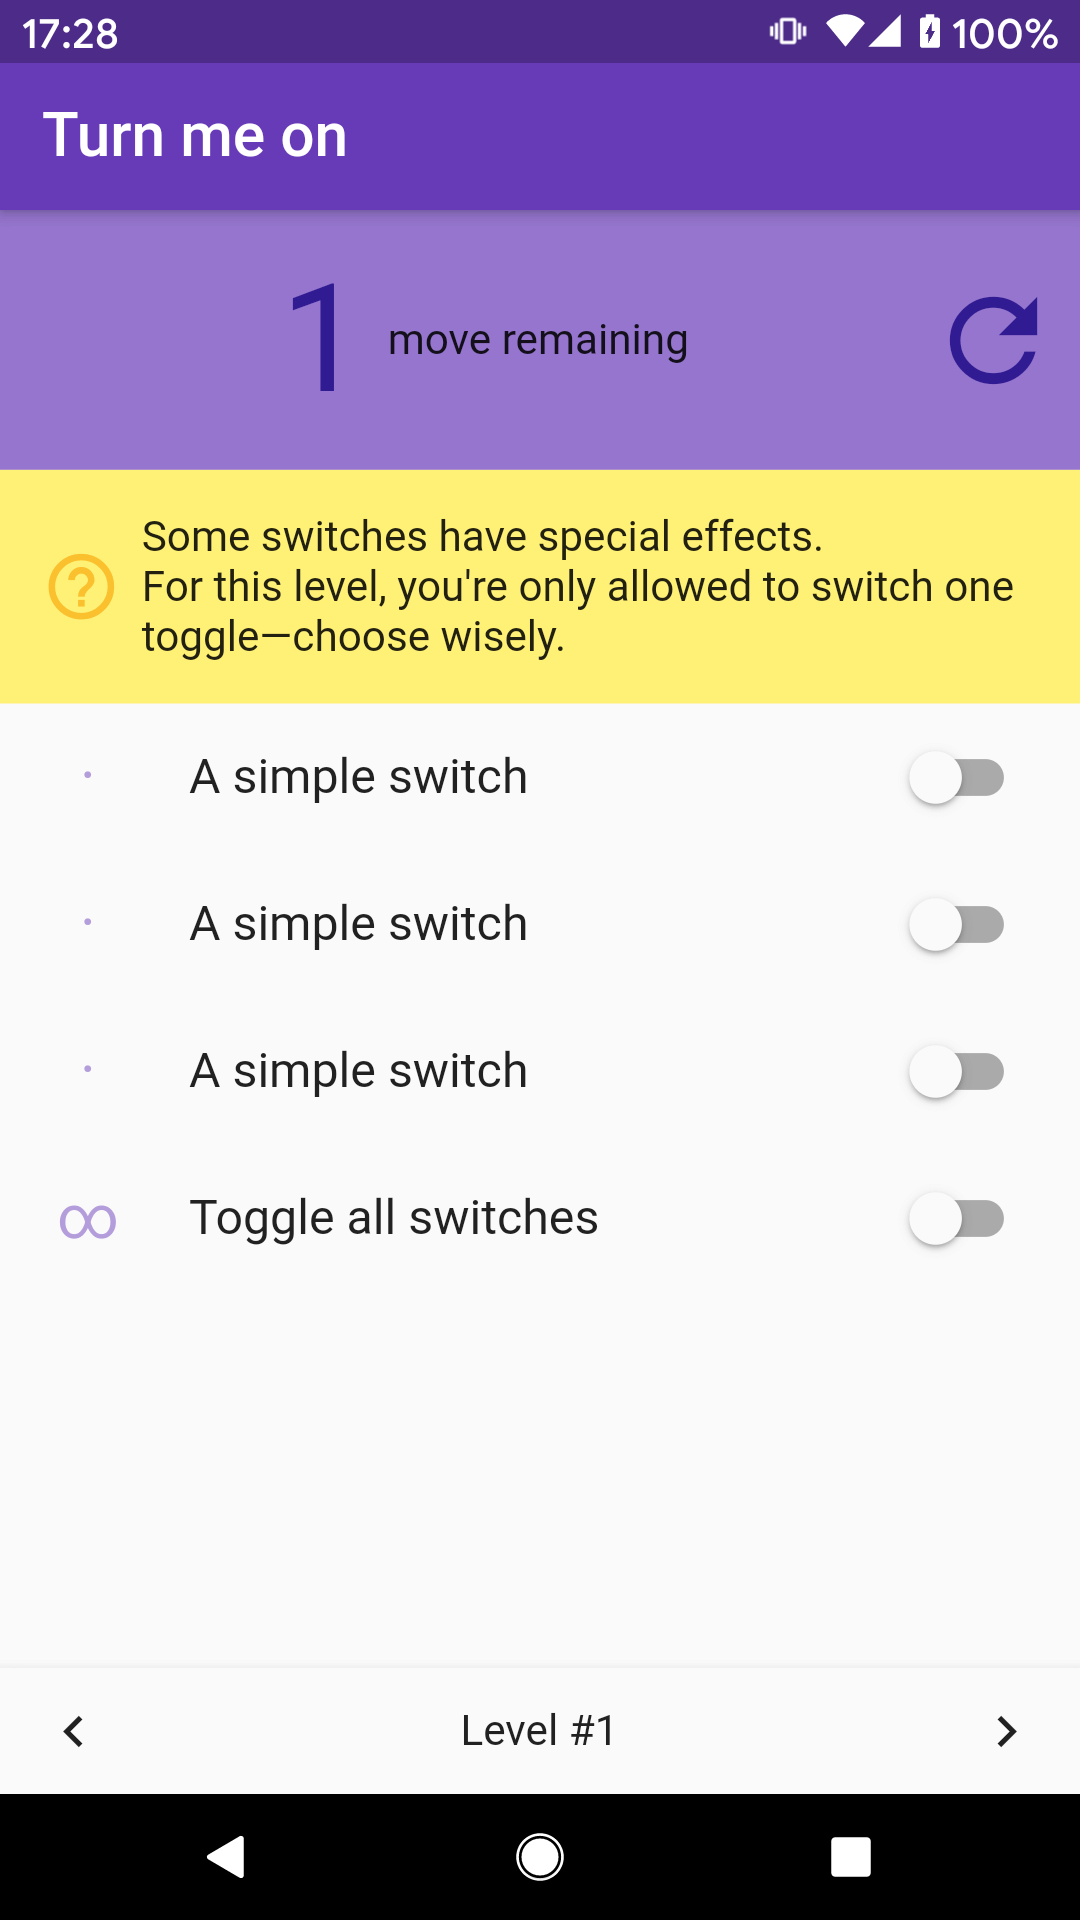 17:28
100%
Turn me on
1 move remaining
Some switches have special effects.
For this level, you're only allowed to switch one
toggle—choose wisely.
A simple switch
A simple switch
A simple switch
∞ Toggle all switches
Level #1